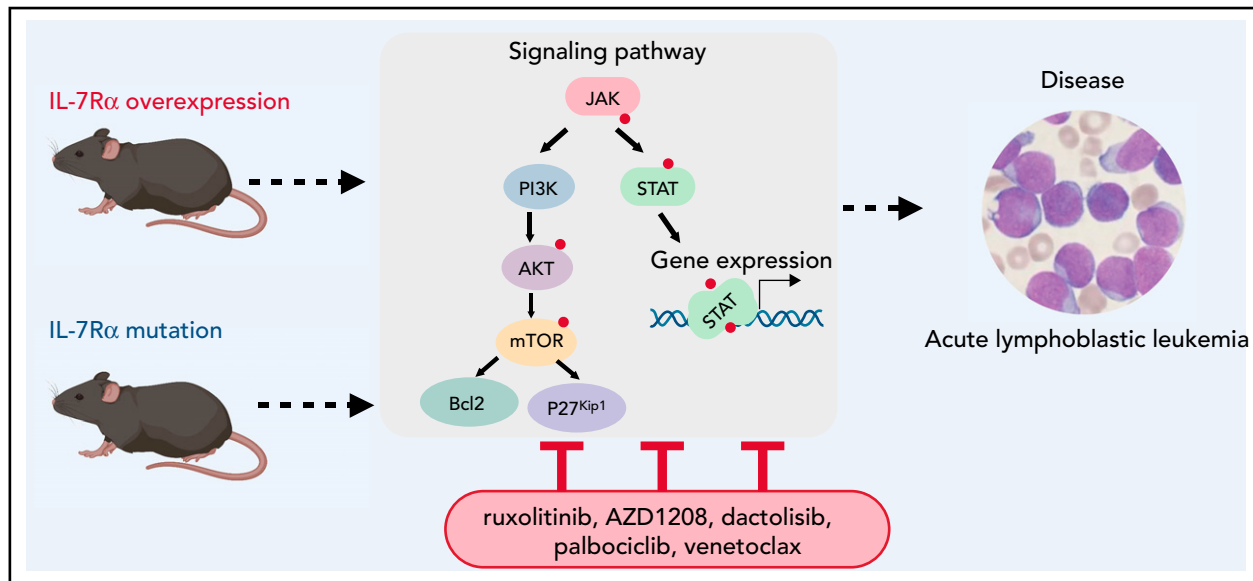 Signaling pathway
IL-7Rα overexpression
JAK
PI3K
STAT
AKT
Gene expression
STAT
mTOR
Bcl2
P27Kip1
IL-7Rα mutation
Disease
Acute lymphoblastic leukemia
ruxolitinib, AZD1208, dactolisib,
palbociclib, venetoclax